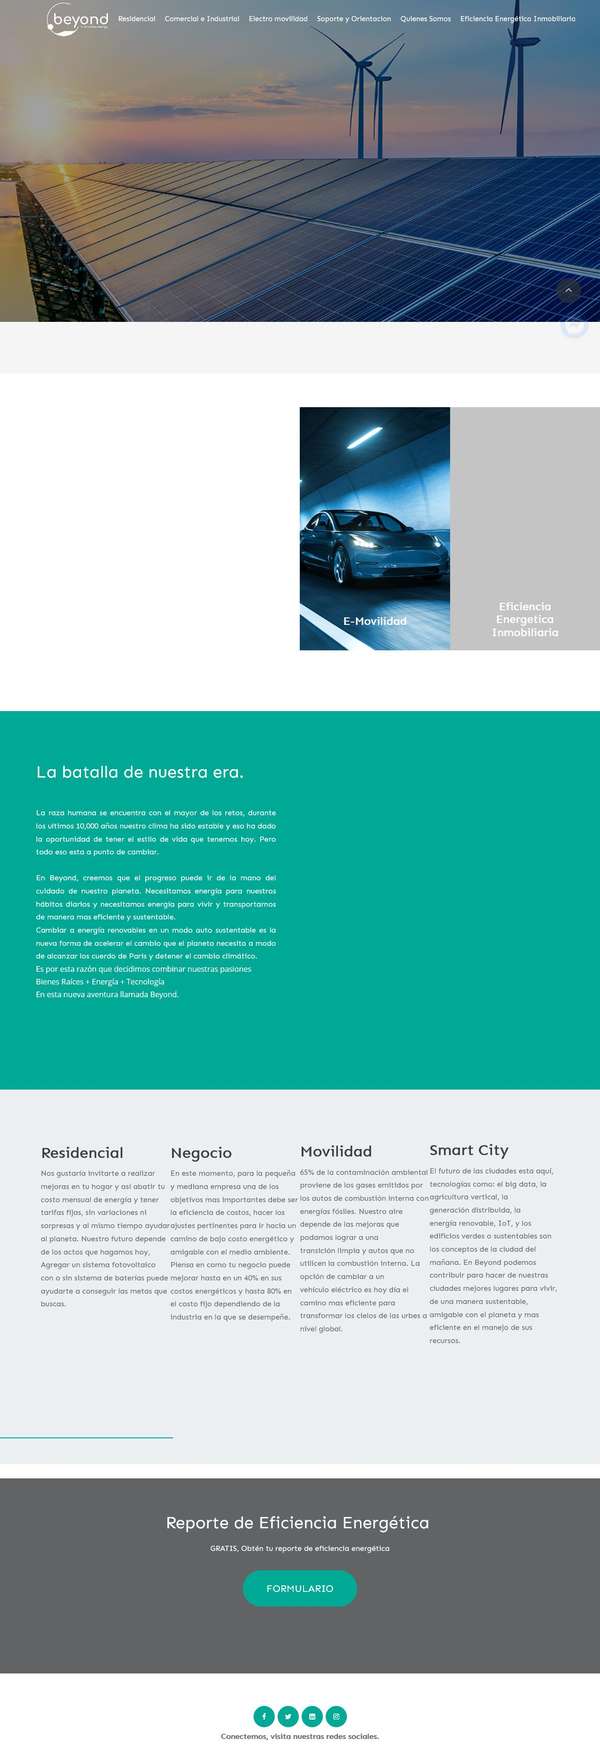 beyond
Residencial Comercial e Industrial Electro movilidad Soporte y Orientacion Quienes Somos Eficiencia Energética Inmobiliaria
E-Movilidad
Eficiencia
Energetica
Inmobiliaria
La batalla de nuestra era.
La raza humana se encuentra con el mayor de los retos, durante
los ultimos 10,000 años nuestro clima ha sido estable y eso ha dado
la oportunidad de tener el estilo de vida que tenemos hoy. Pero
todo eso esta a punto de cambiar.
En Beyond, creemos que el progreso puede ir de la mano del
cuidado de nuestro planeta. Necesitamos energía para nuestros
hábitos diarios y necesitamos energía para vivir y transportarnos
de manera mas eficiente y sustentable.
Cambiar a energía renovables en un modo auto sustentable es la
nueva forma de acelerar el cambio que el planeta necesita a modo
de alcanzar los cuerdo de Paris y detener el cambio climático.
Es por esta razón que decidimos combinar nuestras pasiones
Bienes Raíces + Energía + Tecnología
En esta nueva aventura llamada Beyond.
Residencial
Nos gustaría invitarte a realizar
mejoras en tu hogar y asi abatir tu
costo mensual de energía y tener
tarifas fijas, sin variaciones ni
sorpresas y al mismo tiempo ayudar
al planeta. Nuestro futuro depende
de los actos que hagamos hoy,
Agregar un sistema fotovoltaico
con o sin sistema de baterías puede
ayudarte a conseguir las metas que
buscas.
Negocio
En este momento, para la pequeña
y mediana empresa una de los
objetivos mas importantes debe ser
la eficiencia de costos, hacer los
ajustes pertinentes para ir hacia un
camino de bajo costo energético y
amigable con el medio ambiente.
Piensa en como tu negocio puede
mejorar hasta en un 40% en sus
costos energéticos y hasta 80% en
el costo fijo dependiendo de la
industria en la que se desempeñe.
Movilidad
65% de la contaminación ambiental
proviene de los gases emitidos por
los autos de combustión interna con
energías fósiles. Nuestro aire
depende de las mejoras que
podamos lograr a una
transición limpia y autos que no
utilicen la combustión interna. La
opción de cambiar a un
vehículo eléctrico es hoy día el
camino mas eficiente para
transformar los cielos de las urbes a
nivel global.
Smart City
El futuro de las ciudades esta aquí,
tecnologías como: el big data, la
agricultura vertical, la
generación distribuida, la
energía renovable, IoT, y los
edificios verdes o sustentables son
los conceptos de la ciudad del
mañana. En Beyond podemos
contribuir para hacer de nuestras
ciudades mejores lugares para vivir,
de una manera sustentable,
amigable con el planeta y mas
eficiente en el manejo de sus
recursos.
Reporte de Eficiencia Energética
GRATIS, Obtén tu reporte de eficiencia energética
FORMULARIO
Conectemos, visita nuestras redes sociales.